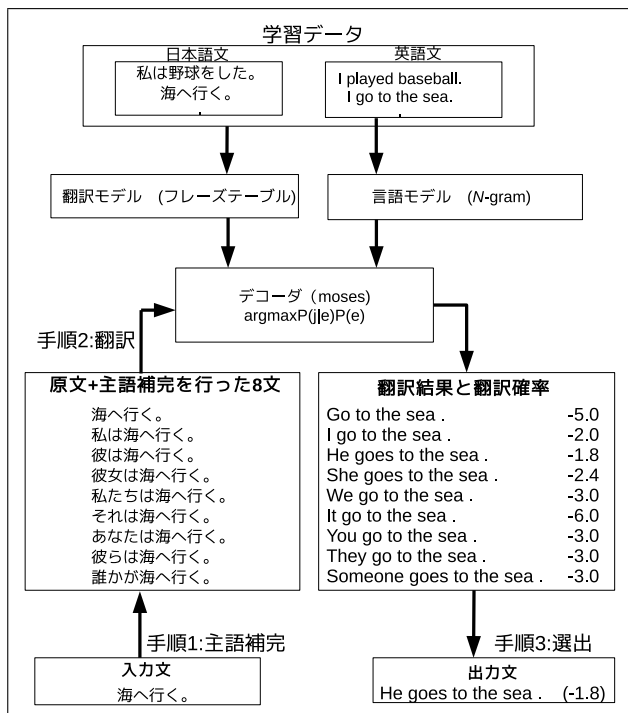 学習データ
日本語文
私は野球をした。
海へ行く。
.
英語文
I played baseball.
I go to the sea.
.
翻訳モデル (フレーズテーブル)
言語モデル (N-gram)
デコーダ（moses)
argmaxP(j|e)P(e)
手順2:翻訳
原文+主語補完を行った8文
海へ行く。
私は海へ行く。
彼は海へ行く。
彼女は海へ行く。
私たちは海へ行く。
それは海へ行く。
あなたは海へ行く。
彼らは海へ行く。
誰かが海へ行く。
翻訳結果と翻訳確率
Go to the sea . -5.0
I go to the sea . -2.0
He goes to the sea . -1.8
She goes to the sea . -2.4
We go to the sea . -3.0
It go to the sea . -6.0
You go to the sea . -3.0
They go to the sea . -3.0
Someone goes to the sea . -3.0
手順1:主語補完
入力文
海へ行く。
手順3:選出
出力文
He goes to the sea . (-1.8)